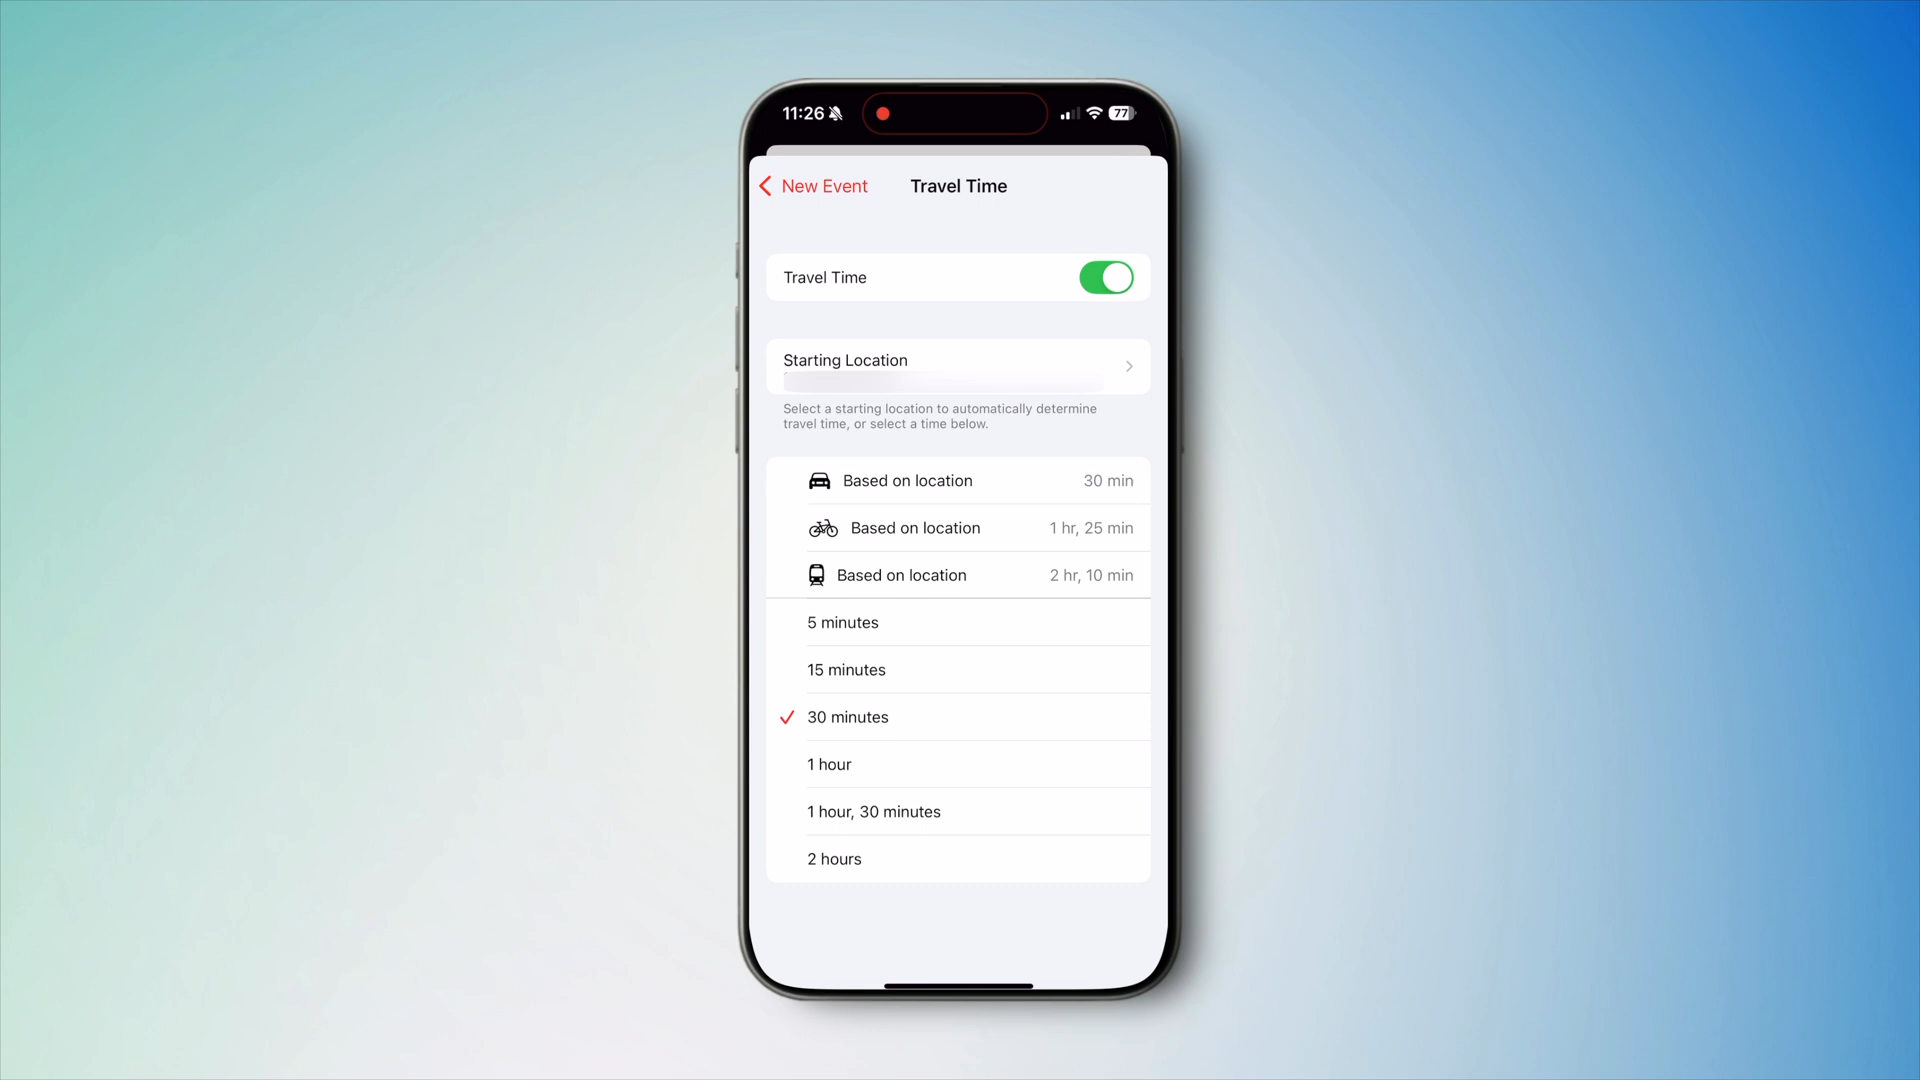 11:26
77
New Event
Travel Time
Travel Time
Starting Location
Select a starting location to automatically determine
travel time, or select a time below.
Based on location 30 min
Based on location 1 hr, 25 min
Based on location 2 hr, 10 min
5 minutes
15 minutes
30 minutes
1 hour
1 hour, 30 minutes
2 hours